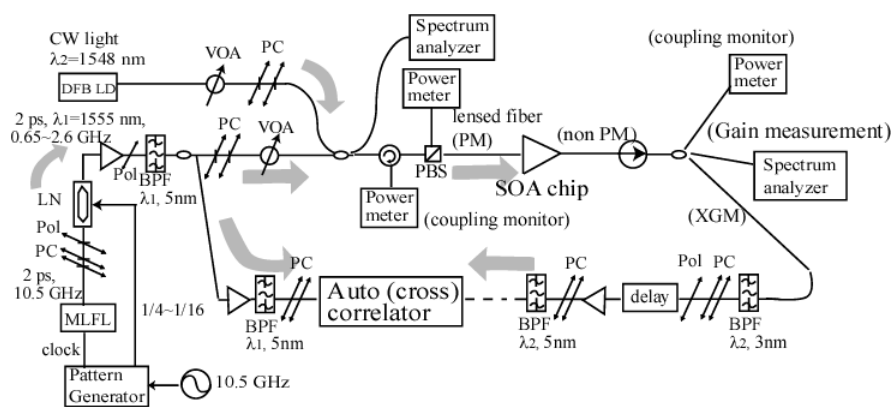 CW light
λ2=1548 nm
DFB LD
VOA
PC
Spectrum
analyzer
Power
meter
lensed fiber
(PM)
(coupling monitor)
Power
meter
2 ps, λ1=1555 nm,
0.65~2.6 GHz
Pol
BPF
λ1, 5nm
PC
VOA
PBS
SOA chip
(non PM)
(Gain measurement)
Spectrum
analyzer
Power
meter
(coupling monitor)
(XGM)
LN
Pol
PC
2 ps,
10.5 GHz
MLFL
clock
1/4~1/16
Pattern
Generator
10.5 GHz
BPF
λ1, 5nm
PC
Auto (cross)
correlator
BPF
λ2, 5nm
PC
delay
Pol
PC
BPF
λ2, 3nm